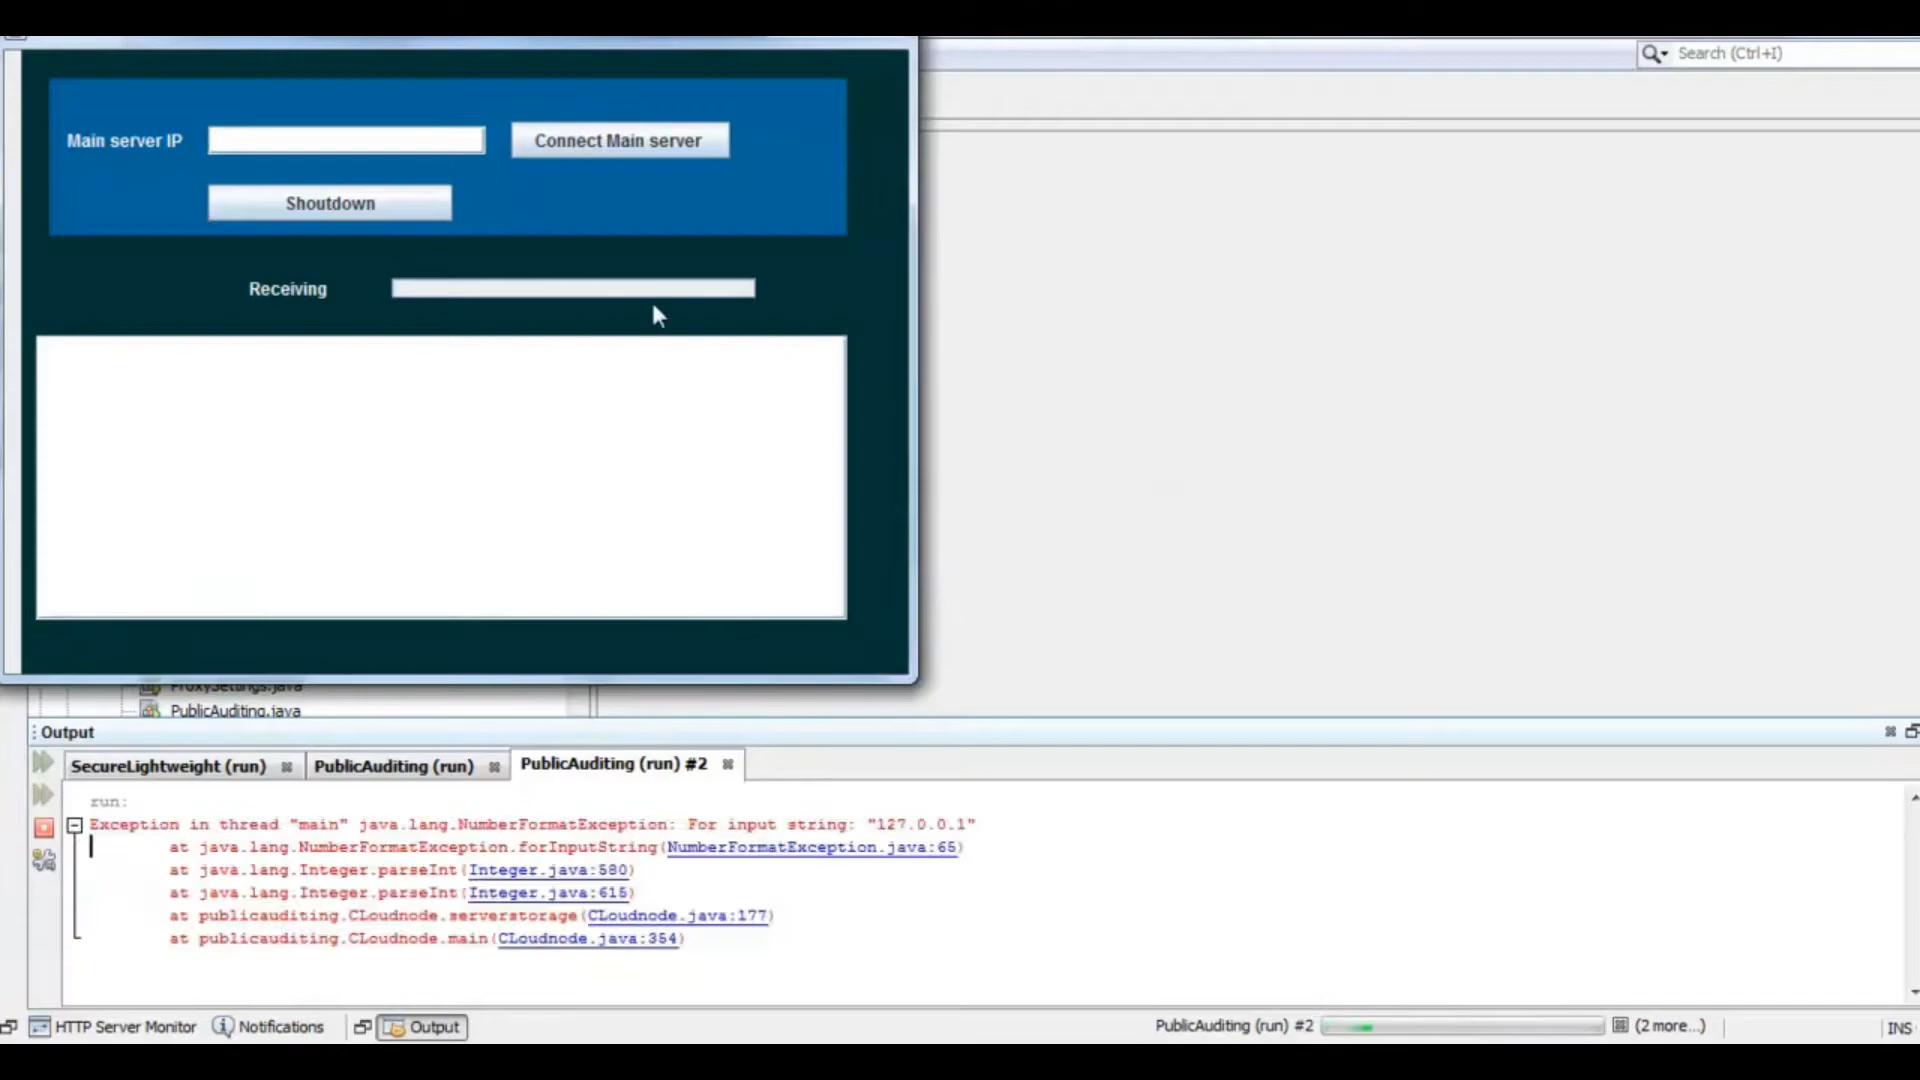 Search (Ctrl+I)
Main server IP
Connect Main server
Shoutdown
Receiving
ProxySettings.java
PublicAuditing.java
Output
SecureLightweight (run)
PublicAuditing (run)
PublicAuditing (run) #2
run:
Exception in thread "main" java.lang.NumberFormatException: For input string: "127.0.0.1"
at java.lang.NumberFormatException.forInputString(NumberFormatException.java:65)
at java.lang.Integer.parseInt(Integer.java:580)
at java.lang.Integer.parseInt(Integer.java:615)
at publicauditing.CLoudnode.serverstorage(CLoudnode.java:177)
at publicauditing.CLoudnode.main(CLoudnode.java:354)
HTTP Server Monitor
Notifications
Output
PublicAuditing (run) #2
(2 more...)
INS